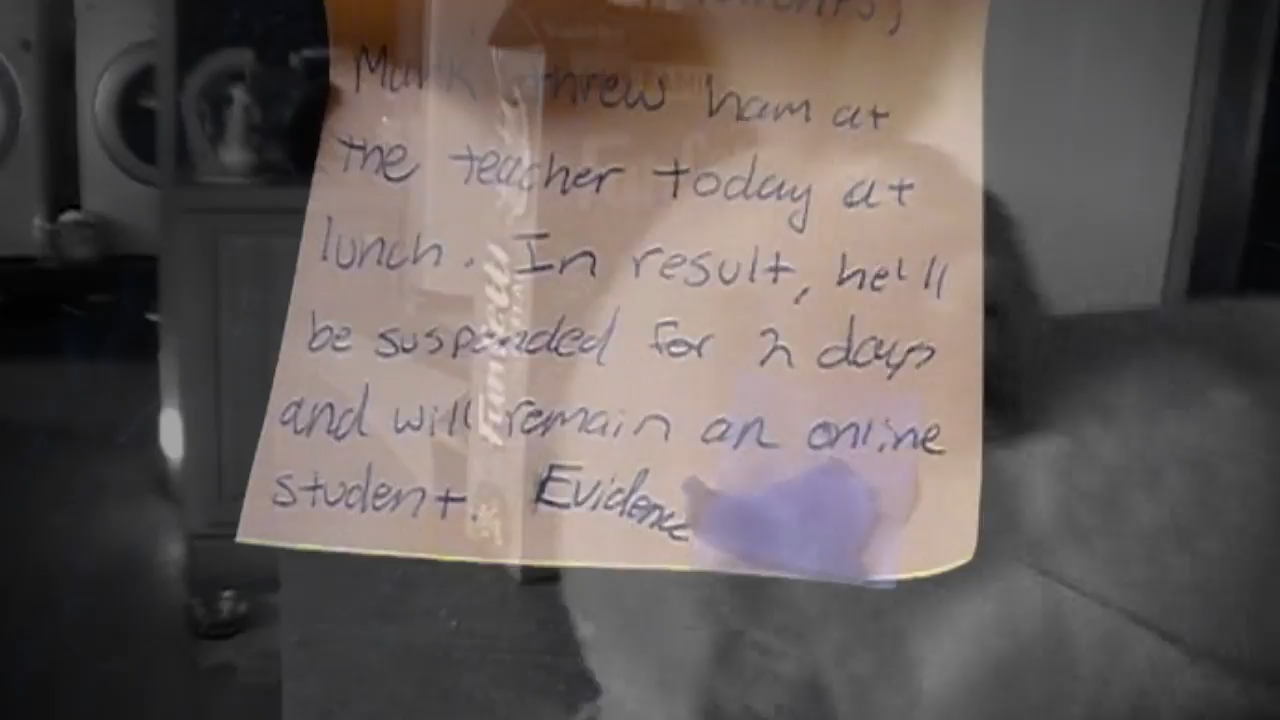 Mark threw ham at
the teacher today at
lunch. In result, he'll
be suspended for 2 days
and will remain an online
student. Evidence